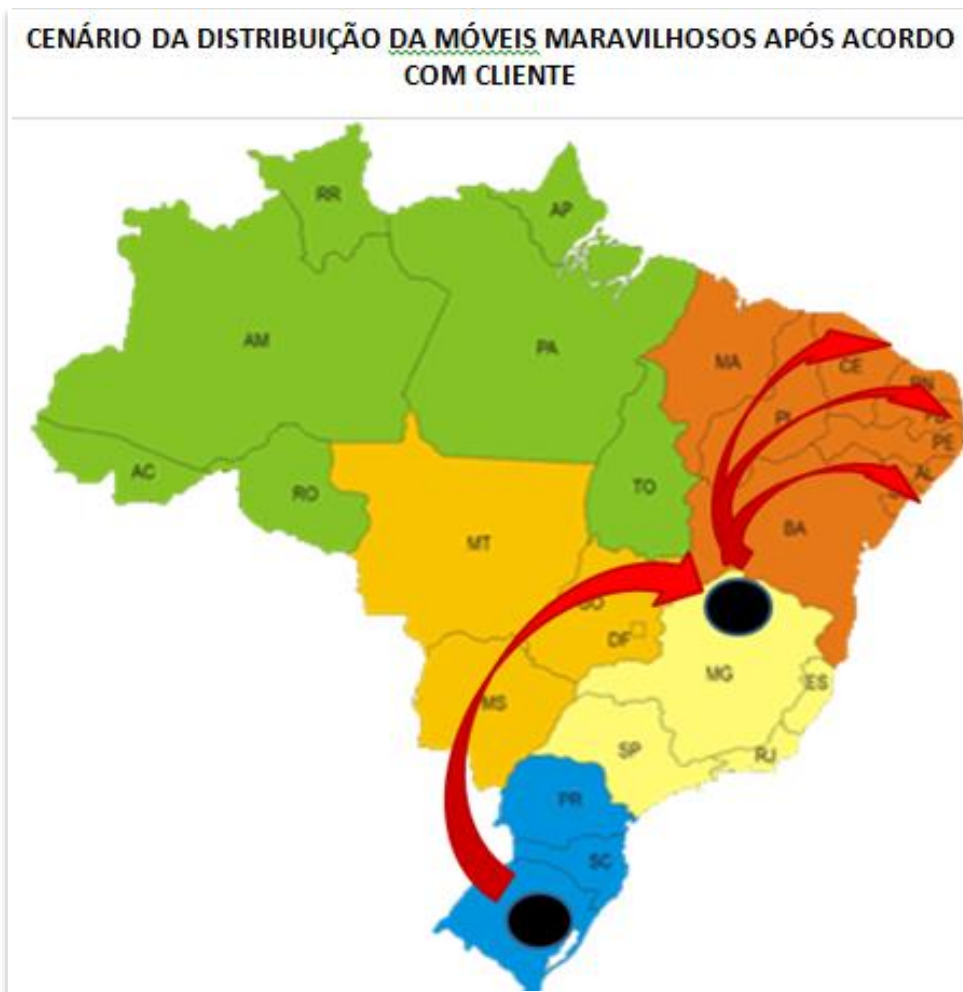 CENÁRIO DA DISTRIBUIÇÃO DA MÓVEIS MARAVILHOSOS APÓS ACORDO
COM CLIENTE
RR
AP
AM
PA
MA
CE
RN
PI
PE
AC
RO
TO
AL
MT
BA
DF
MG
ES
MS
SP
RJ
PR
SC